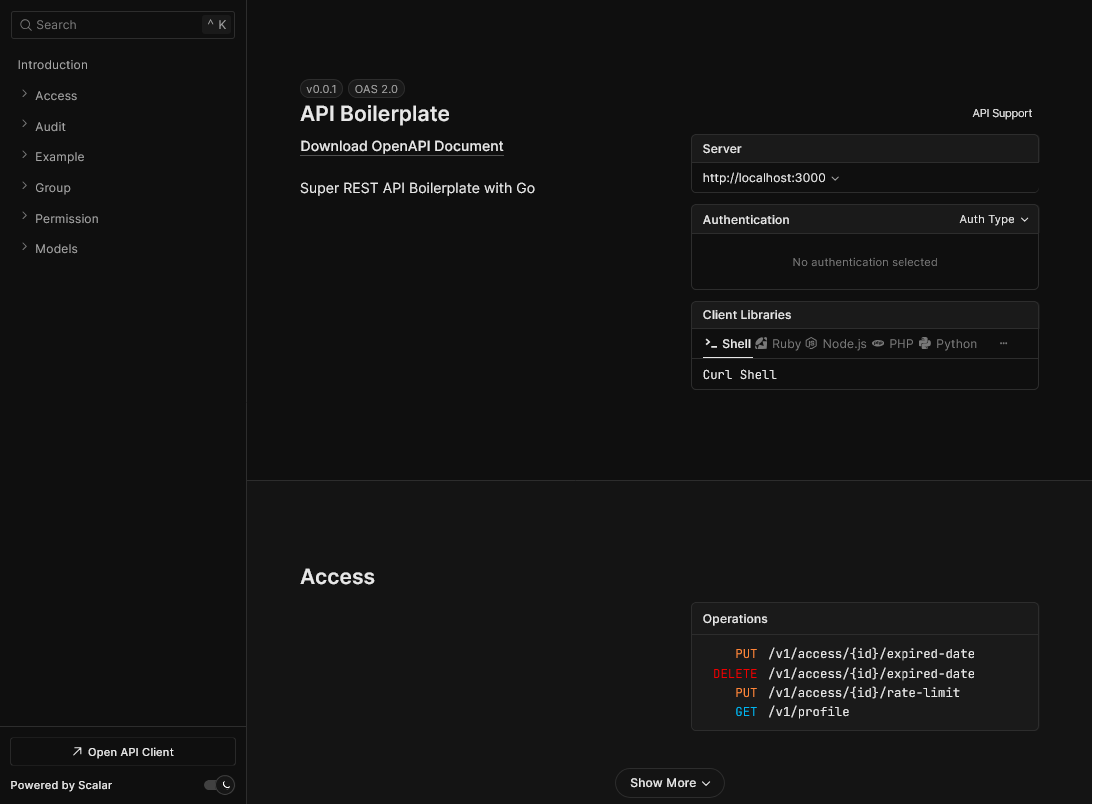 Search
^ K
Introduction
Access
Audit
Example
Group
Permission
Models
Open API Client
Powered by Scalar
v0.0.1 OAS 2.0
API Boilerplate
Download OpenAPI Document
Super REST API Boilerplate with Go
API Support
Server
http://localhost:3000
Authentication Auth Type
No authentication selected
Client Libraries
Shell Ruby Node.js PHP Python ...
Curl Shell
Access
Operations
PUT /v1/access/{id}/expired-date
DELETE /v1/access/{id}/expired-date
PUT /v1/access/{id}/rate-limit
GET /v1/profile
Show More